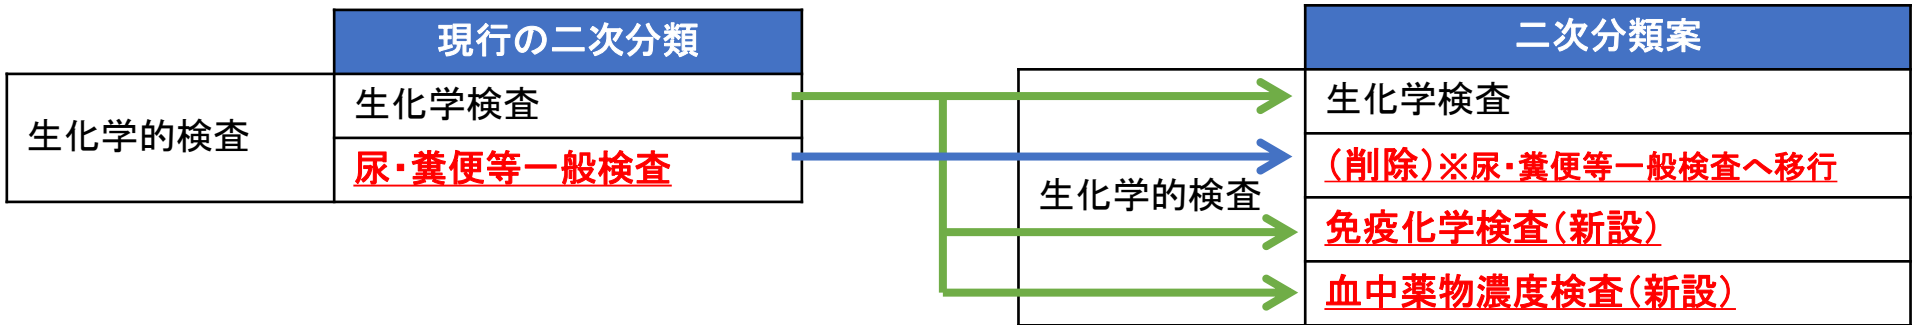 現行の二次分類
生化学的検査
生化学検査
尿・糞便等一般検査
二次分類案
生化学的検査
生化学検査
(削除)※尿・糞便等一般検査へ移行
免疫化学検査(新設)
血中薬物濃度検査(新設)